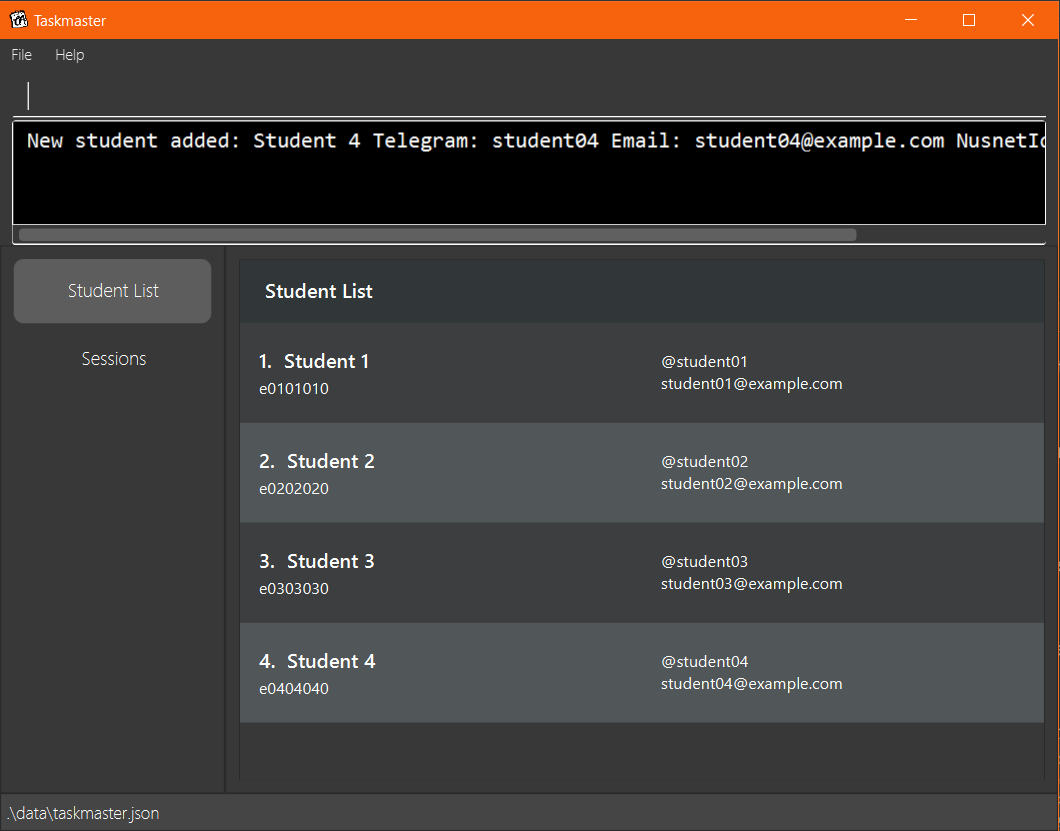 Taskmaster
File Help
New student added: Student 4 Telegram: student04 Email: student04@example.com
Student List
Sessions
Student List
1. Student 1
e0101010
@student01
student01@example.com
2. Student 2
e0202020
@student02
student02@example.com
3. Student 3
e0303030
@student03
student03@example.com
4. Student 4
e0404040
@student04
student04@example.com
.\data\taskmaster.json